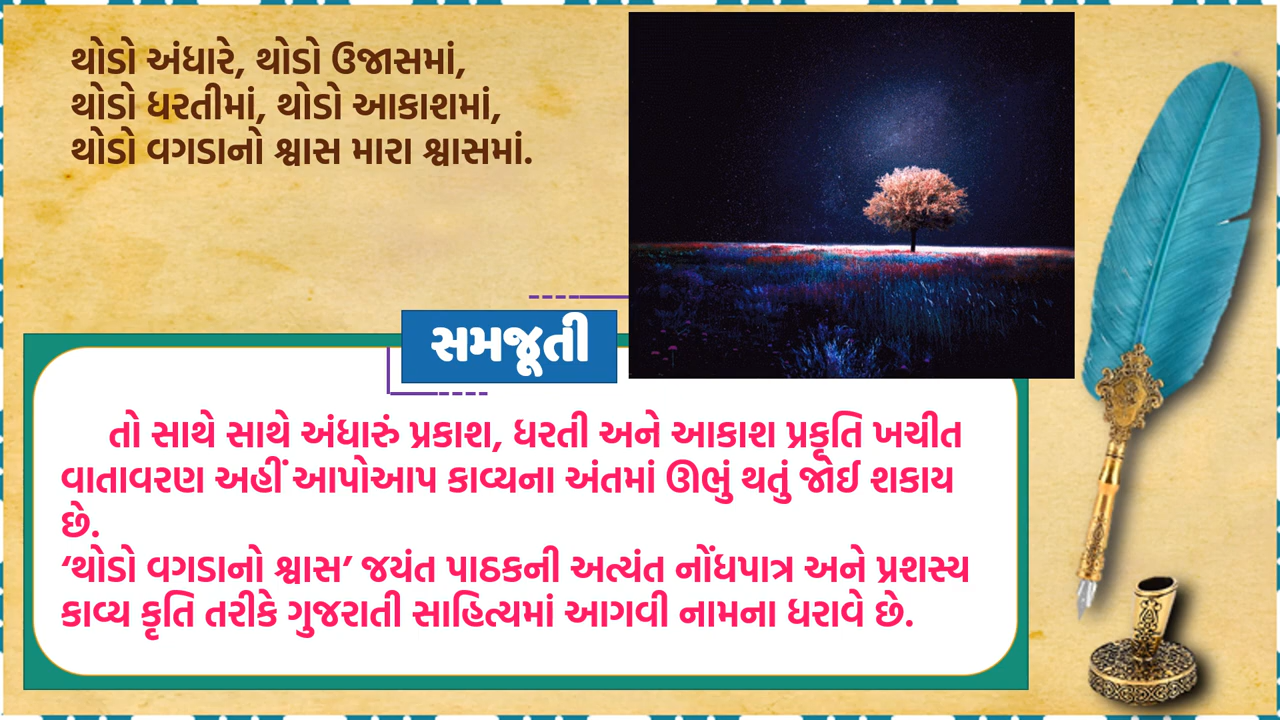 થોડો અંધારે, થોડો ઉજાસમાં,
થોડો ધરતીમાં, થોડો આકાશમાં,
થોડો વગડાનો શ્વાસ મારા શ્વાસમાં.
સમજૂતી
તો સાથે સાથે અંધારું પ્રકાશ, ધરતી અને આકાશ પ્રકૃતિ ખચીત
વાતાવરણ અહીં આપોઆપ કાવ્યના અંતમાં ઊભું થતું જોઈ શકાય
છે.
‘થોડો વગડાનો શ્વાસ’ જયંત પાઠકની અત્યંત નોંધપાત્ર અને પ્રશસ્ય
કાવ્ય કૃતિ તરીકે ગુજરાતી સાહિત્યમાં આગવી નામના ધરાવે છે.